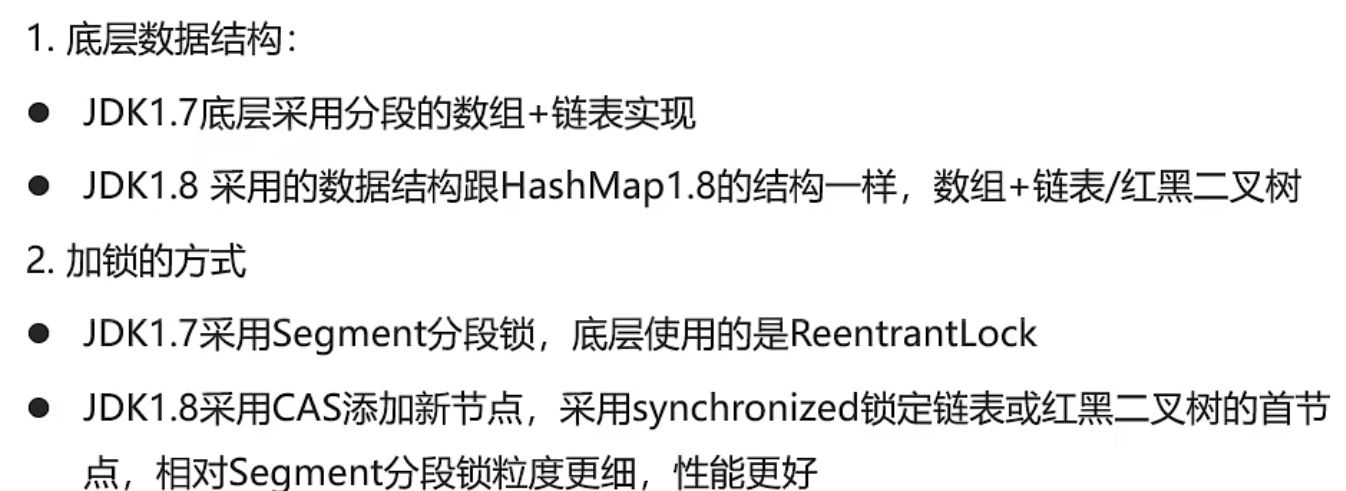 1. 底层数据结构：
● JDK1.7底层采用分段的数组+链表实现
● JDK1.8 采用的数据结构跟HashMap1.8的结构一样，数组+链表/红黑二叉树
2. 加锁的方式
● JDK1.7采用Segment分段锁，底层使用的是ReentrantLock
● JDK1.8采用CAS添加新节点，采用synchronized锁定链表或红黑二叉树的首节
点，相对Segment分段锁粒度更细，性能更好